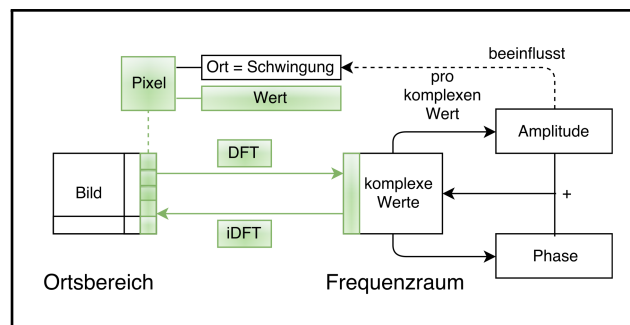 beeinflusst
Ort = Schwingung
Pixel
Wert
pro
komplexen
Wert
Amplitude
DFT
Bild
komplexe
Werte
+
iDFT
Phase
Ortsbereich
Frequenzraum